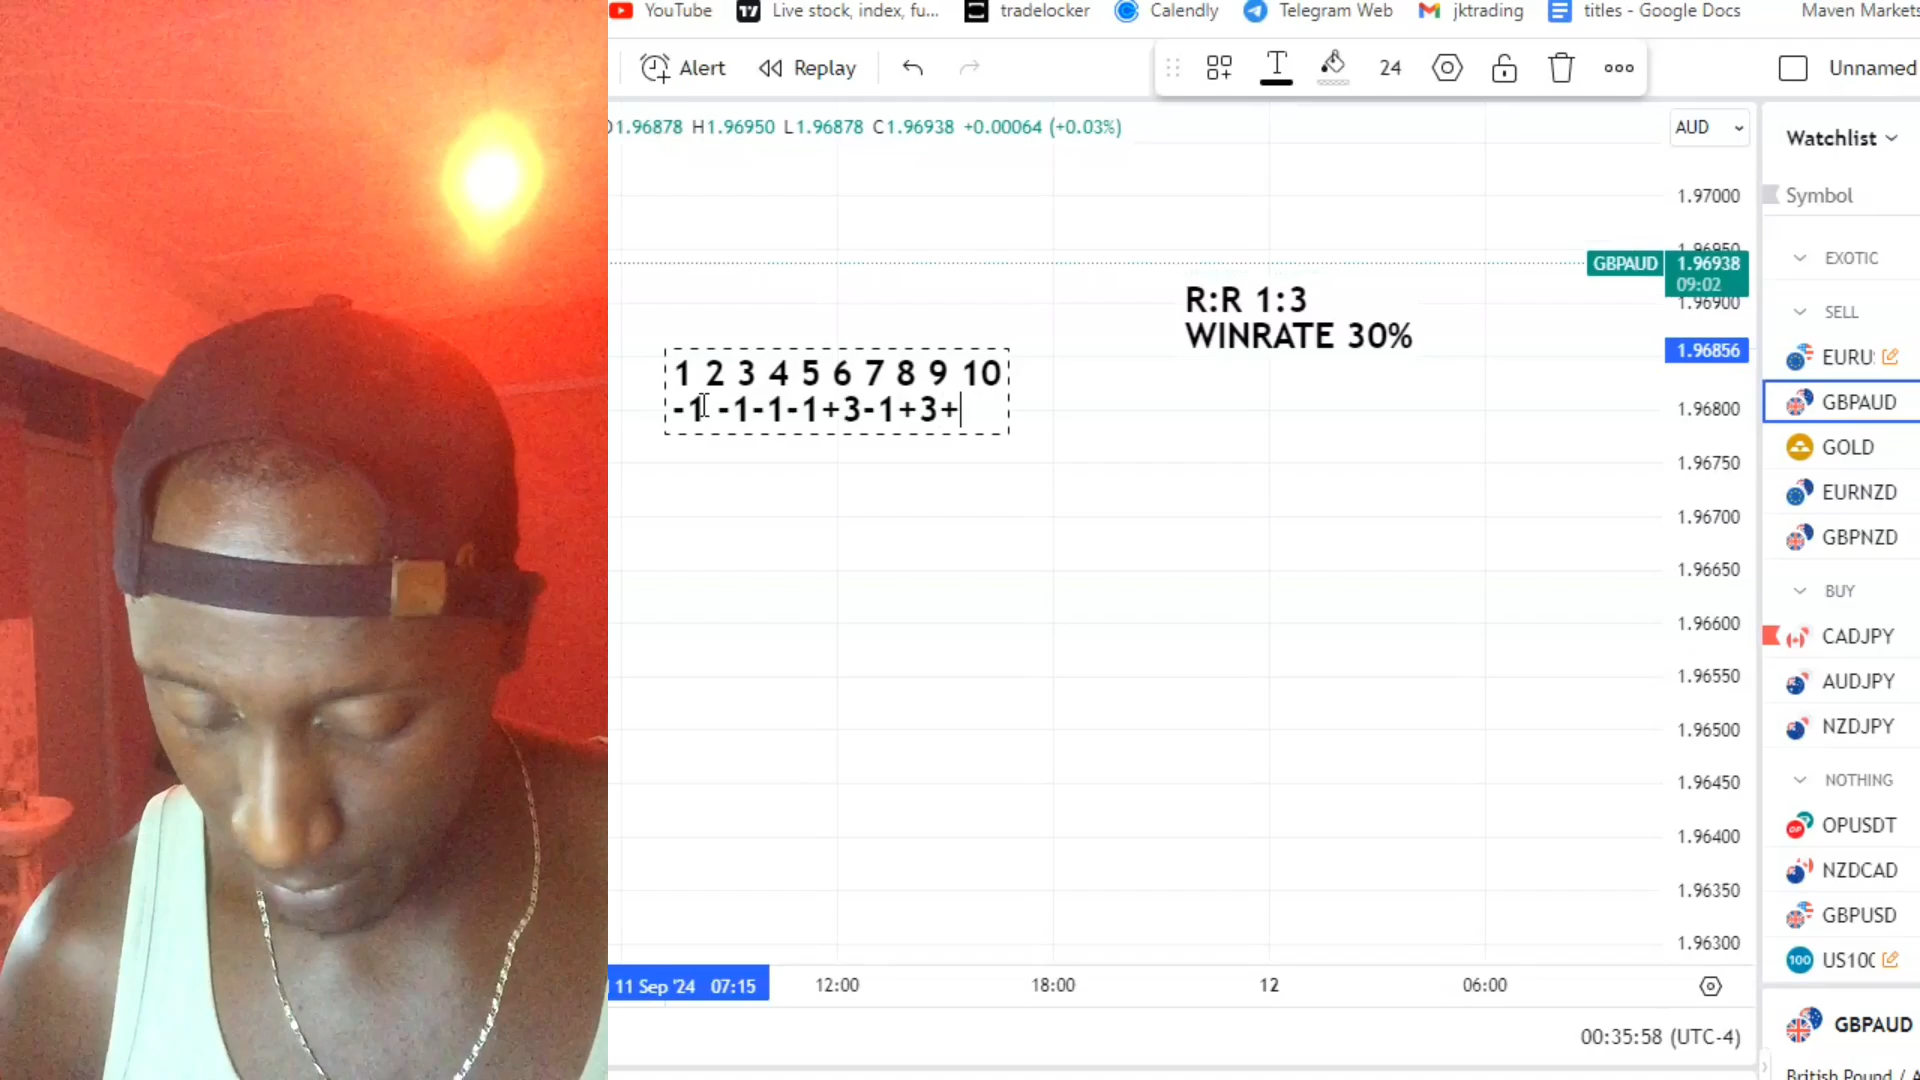 YouTube Live stock, index, fu... tradelocker Calendly Telegram Web jktrading titles - Google Docs Maven Markets
Alert Replay 24 Unnamed
1.96878 H1.96950 L1.96878 C1.96938 +0.00064 (+0.03%)
AUD
Watchlist
Symbol
1.97000
1.96950
GBPAUD 1.96938
09:02
1.96900
R:R 1:3
WINRATE 30%
1.96856
1 2 3 4 5 6 7 8 9 10
-1 -1-1-1+3-1+3+
1.96800
1.96750
1.96700
1.96650
1.96600
1.96550
1.96500
1.96450
1.96400
1.96350
1.96300
EXOTIC
SELL
EURU
GBPAUD
GOLD
EURNZD
GBPNZD
BUY
CADJPY
AUDJPY
NZDJPY
NOTHING
OPUSDT
NZDCAD
GBPUSD
100 US100
11 Sep '24 07:15 12:00 18:00 12 06:00
GBPAUD
00:35:58 (UTC-4)
British Pound / A